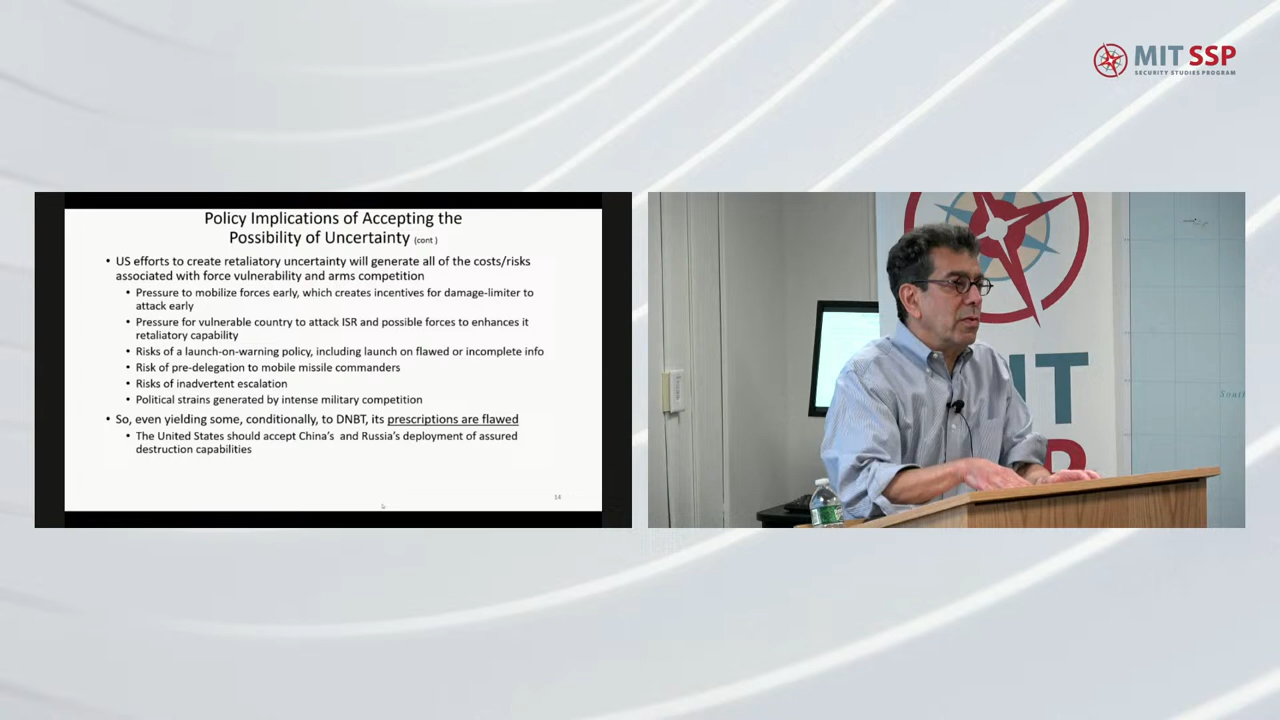 MIT SSP
SECURITY STUDIES PROGRAM
Policy Implications of Accepting the
Possibility of Uncertainty (cont )
• US efforts to create retaliatory uncertainty will generate all of the costs/risks
associated with force vulnerability and arms competition
• Pressure to mobilize forces early, which creates incentives for damage-limiter to
attack early
• Pressure for vulnerable country to attack ISR and possible forces to enhances it
retaliatory capability
• Risks of a launch-on-warning policy, including launch on flawed or incomplete info
• Risk of pre-delegation to mobile missile commanders
• Risks of inadvertent escalation
• Political strains generated by intense military competition
• So, even yielding some, conditionally, to DNBT, its prescriptions are flawed
• The United States should accept China's and Russia's deployment of assured
destruction capabilities
14
IT
P